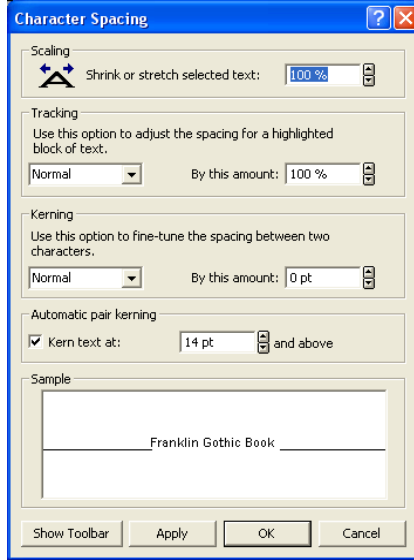 Character Spacing
Scaling
Shrink or stretch selected text: 100 %
Tracking
Use this option to adjust the spacing for a highlighted
block of text.
Normal By this amount: 100 %
Kerning
Use this option to fine-tune the spacing between two
characters.
Normal By this amount: 0 pt
Automatic pair kerning
Kern text at: 14 pt and above
Sample
Franklin Gothic Book
Show Toolbar Apply OK Cancel